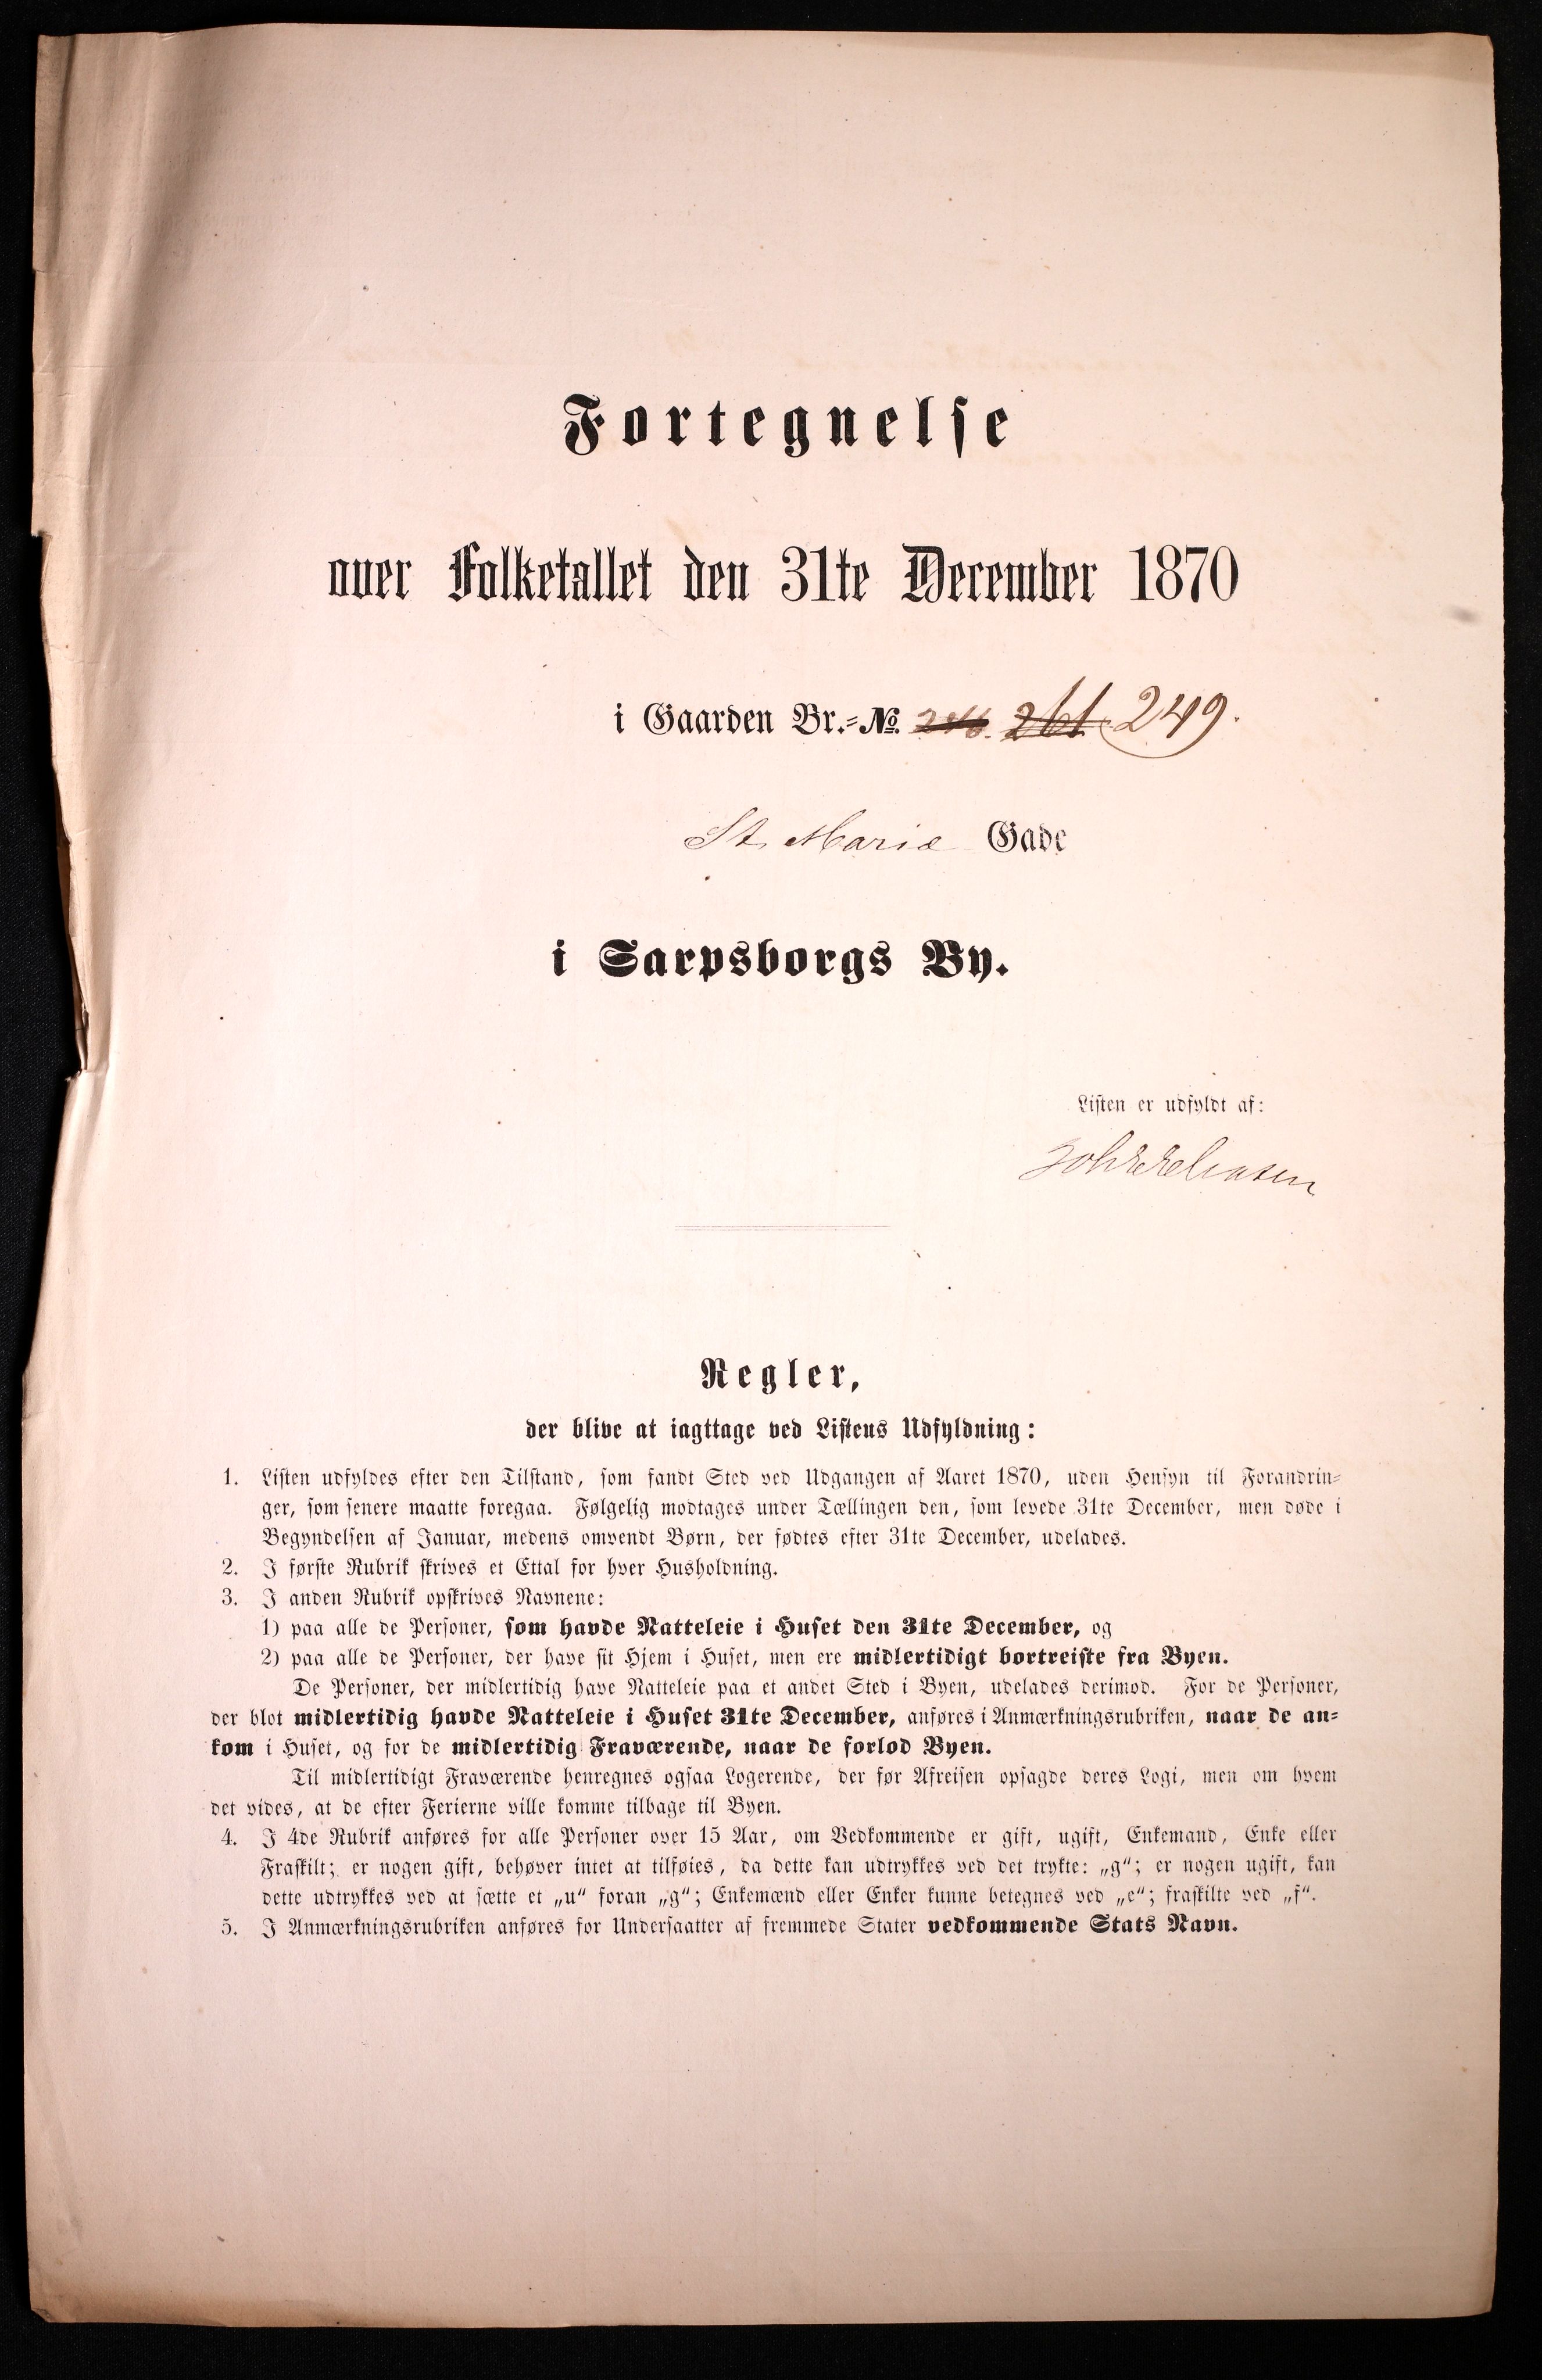 Fortegnelse
over Folketallet den 31te December 1870
i Gaarden Br.=No. 261 249.
St. Marie Gade
i Sarpsborgs By.
Listen er udfyldt af:
Regler,
der blive at iagttage ved Listens Udfyldning:
1. Listen udfyldes efter den Tilstand, som fandt Sted ved Udgangen af Aaret 1870, uden Hensyn til Forandrin=
ger, som senere maatte foregaa. Følgelig modtages under Tællingen den, som levede 31te December, men døde i
Begyndelsen af Januar, medens omvendt Børn, der fødtes efter 31te December, udelades.
2. I første Rubrik skrives et Ettal for hver Husholdning.
3. I anden Rubrik opskrives Navnene:
1) paa alle de Personer, som havde Natteleie i Huset den 31te December, og
2) paa alle de Personer, der have sit Hjem i Huset, men ere midlertidigt bortreiste fra Byen.
De Personer, der midlertidig have Natteleie paa et andet Sted i Byen, udelades derimod. For de Personer,
der blot midlertidig havde Natteleie i Huset 31te December, anføres i Anmærkningsrubriken, naar de an=
kom i Huset, og for de midlertidig Fraværende, naar de forlod Byen.
Til midlertidigt Fraværende henregnes ogsaa Logerende, der før Afreisen opsagde deres Logi, men om hvem
det vides, at de efter Ferierne ville komme tilbage til Byen.
4. I 4de Rubrik anføres for alle Personer over 15 Aar, om Vedkommende er gift, ugift, Enkemand, Enke eller
Fraskilt; er nogen gift, behøver intet at tilføies, da dette kan udtrykkes ved det trykte: „g“; er nogen ugift, kan
dette udtrykkes ved at sætte et „u“ foran „g“; Enkemænd eller Enker kunne betegnes ved „e“; fraskilte ved „f“.
5. I Anmærkningsrubriken anføres for Undersaatter af fremmede Stater vedkommende Stats Navn.